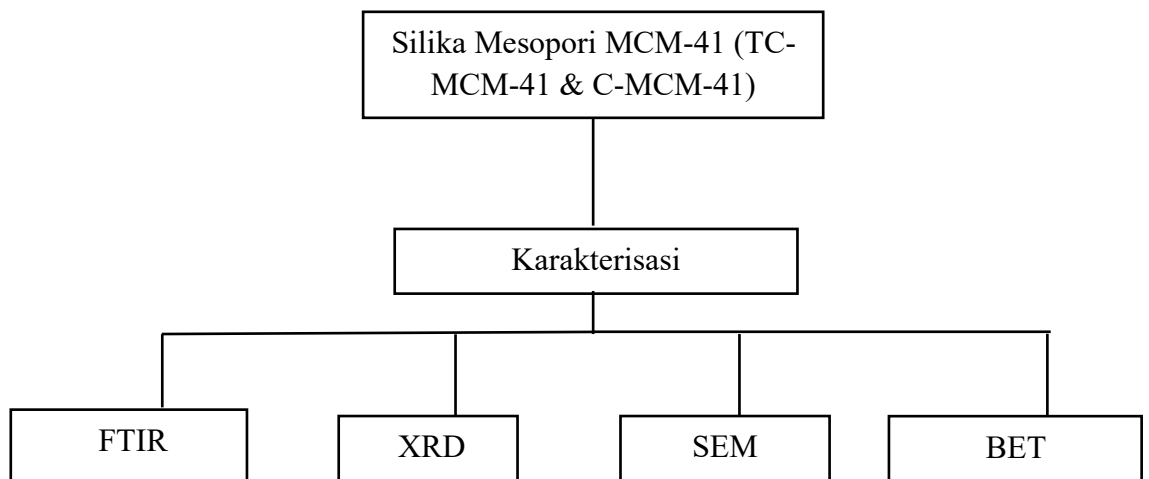 Silika Mesopori MCM-41 (TC-
MCM-41 & C-MCM-41)
Karakterisasi
FTIR
XRD
SEM
BET